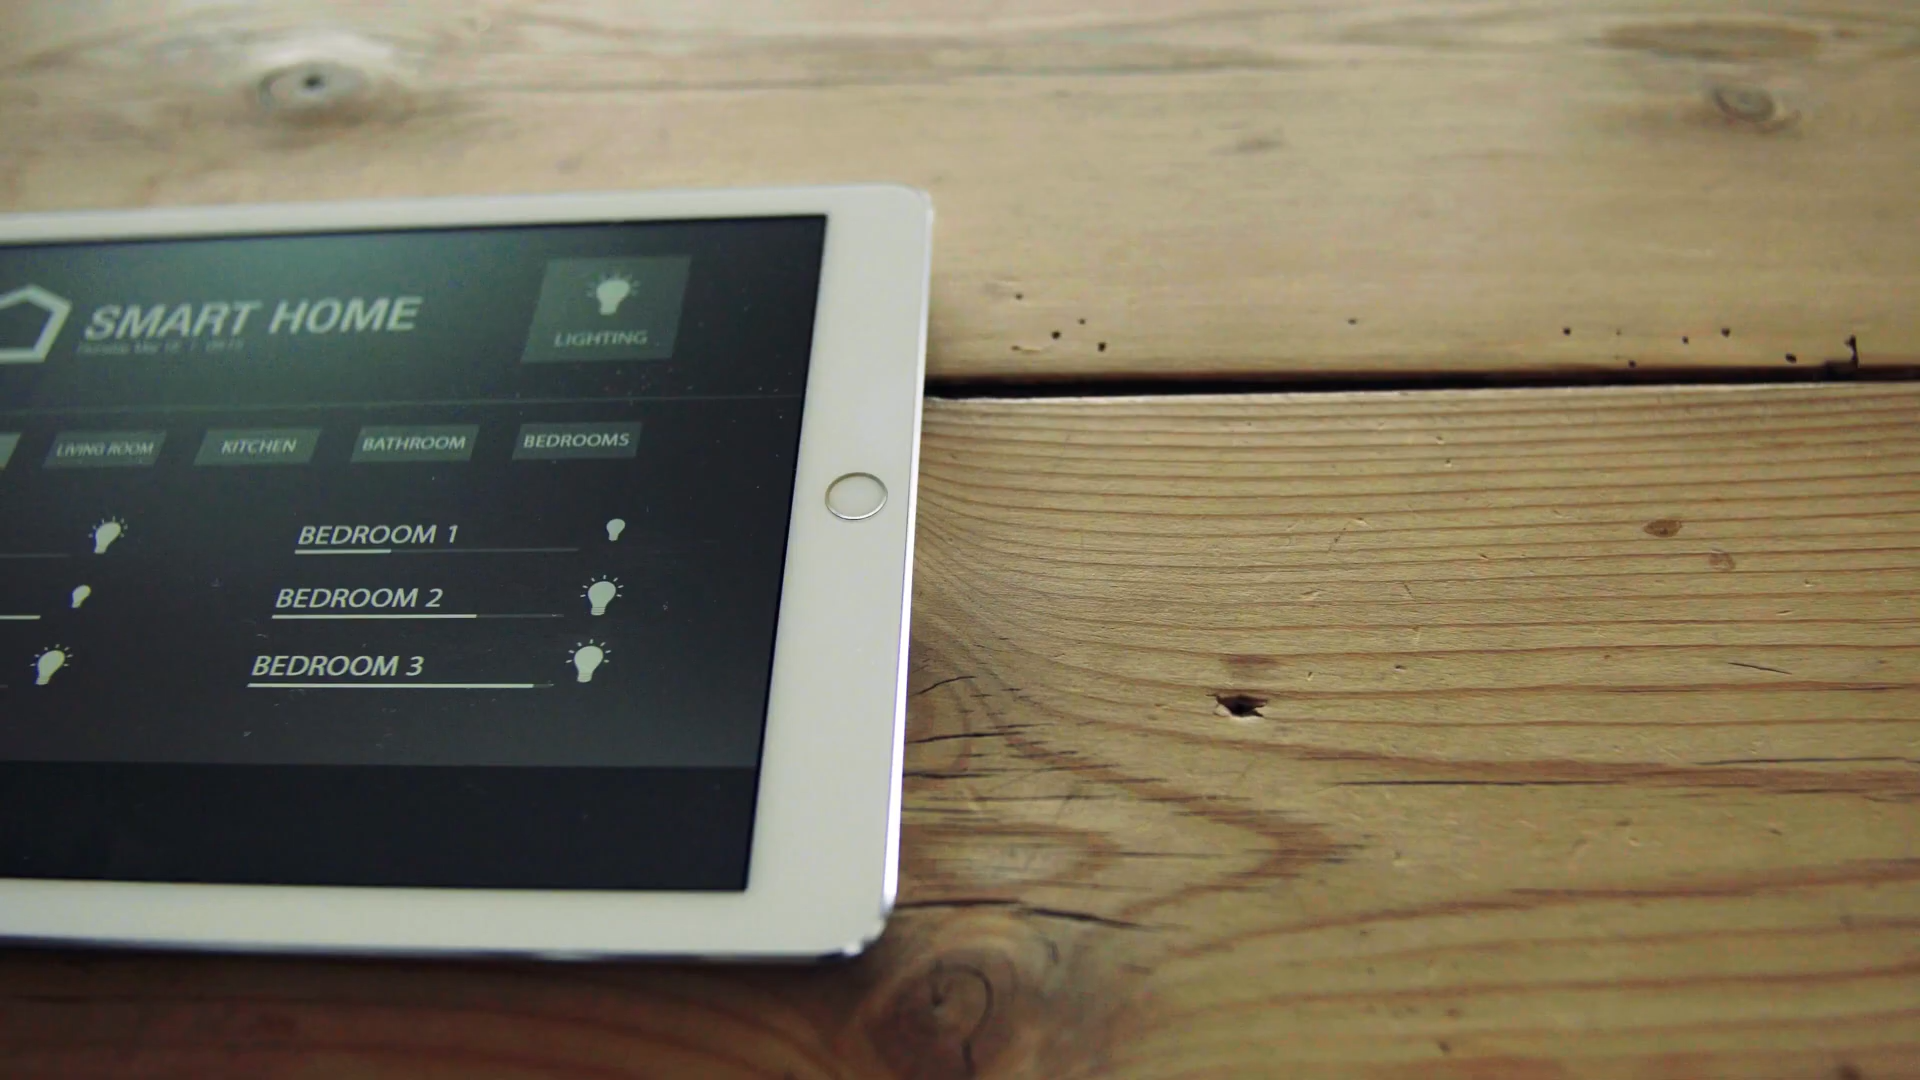 SMART HOME
LIGHTING
LIVING ROOM
KITCHEN
BATHROOM
BEDROOMS
BEDROOM 1
BEDROOM 2
BEDROOM 3